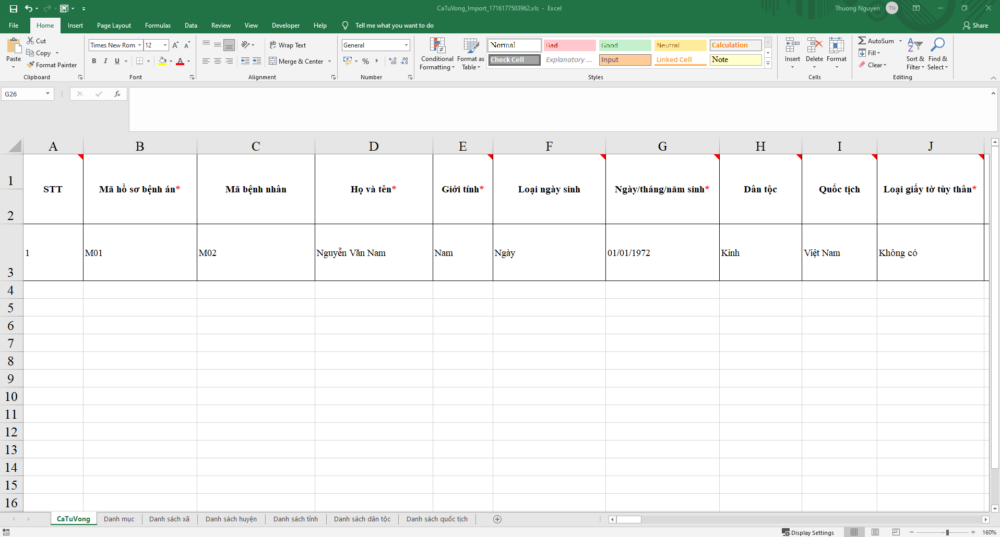 CaTuVong_Import_1716177503962.xls - Excel
Thuong Nguyen TN
File Home Insert Page Layout Formulas Data Review View Developer Help Tell me what you want to do Share
Paste
Cut
Copy
Format Painter
Clipboard
Times New Rom 12
A A
B I U A
Font
ab Wrap Text
Merge & Center
Alignment
General
% ,
Number
Conditional Formatting
Format as Table
Normal Bad Good Neutral Calculation
Check Cell Explanatory ... Input Linked Cell Note
Styles
Insert Delete Format
Cells
AutoSum
Fill
Clear
Sort & Filter
Find & Select
Editing
G26 fx
A B C D E F G H I J
1
2
STT Mã hồ sơ bệnh án* Mã bệnh nhân Họ và tên* Giới tính* Loại ngày sinh Ngày/tháng/năm sinh* Dân tộc Quốc tịch Loại giấy tờ tùy thân*
3 1 M01 M02 Nguyễn Văn Nam Nam Ngày 01/01/1972 Kinh Việt Nam Không có
4
5
6
7
8
9
10
11
12
13
14
15
16
CaTuVong Danh mục Danh sách xã Danh sách huyện Danh sách tỉnh Danh sách dân tộc Danh sách quốc tịch
Display Settings 160%